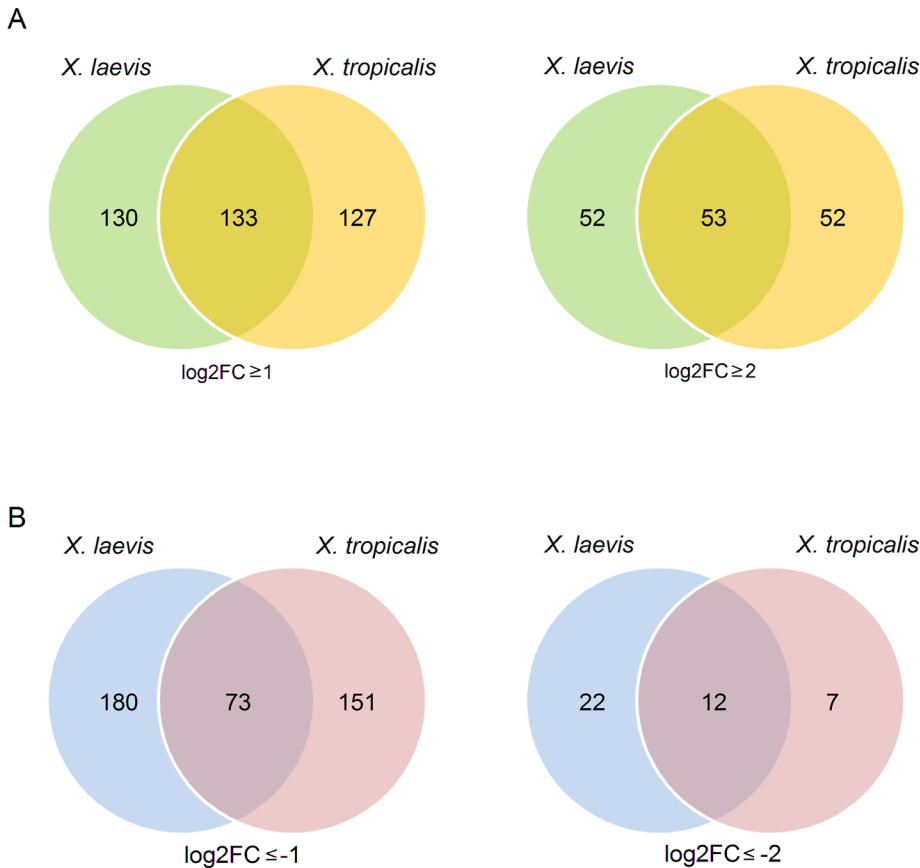 A
X. laevis X. tropicalis X. laevis X. tropicalis
130 133 127 52 53 52
log2FC ≥1 log2FC ≥2
B
X. laevis X. tropicalis X. laevis X. tropicalis
180 73 151 22 12 7
log2FC ≤-1 log2FC ≤-2